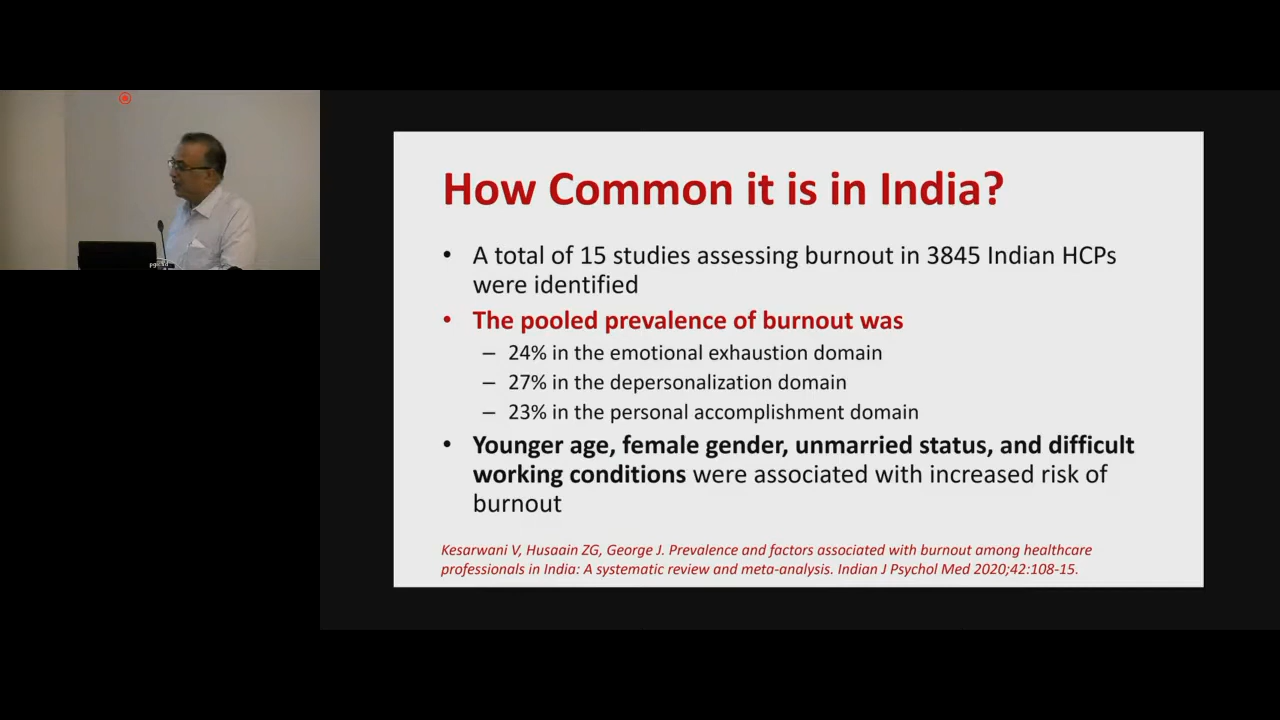 How Common it is in India?
• A total of 15 studies assessing burnout in 3845 Indian HCPs
were identified
• The pooled prevalence of burnout was
– 24% in the emotional exhaustion domain
– 27% in the depersonalization domain
– 23% in the personal accomplishment domain
• Younger age, female gender, unmarried status, and difficult
working conditions were associated with increased risk of
burnout
Kesarwani V, Husaain ZG, George J. Prevalence and factors associated with burnout among healthcare
professionals in India: A systematic review and meta-analysis. Indian J Psychol Med 2020;42:108-15.